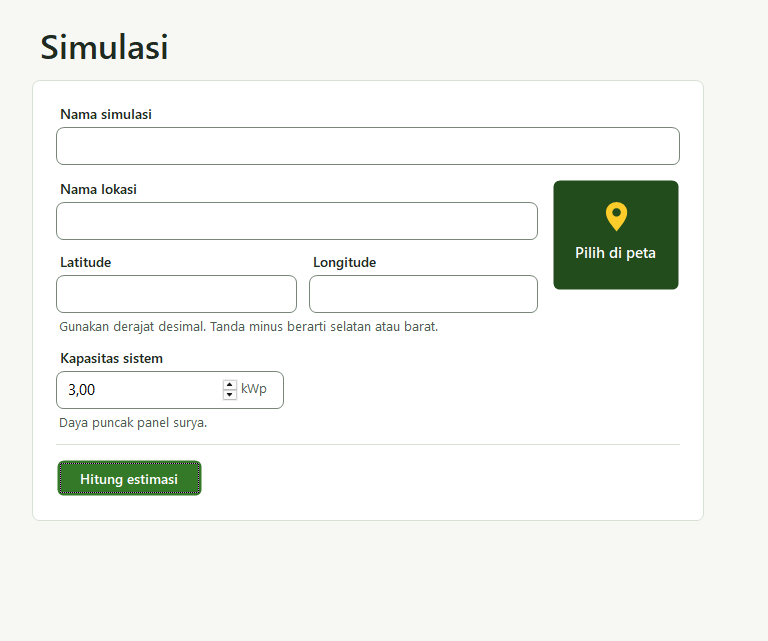 Simulasi
Nama simulasi
Nama lokasi
Pilih di peta
Latitude
Longitude
Gunakan derajat desimal. Tanda minus berarti selatan atau barat.
Kapasitas sistem
3,00 kWp
Daya puncak panel surya.
Hitung estimasi